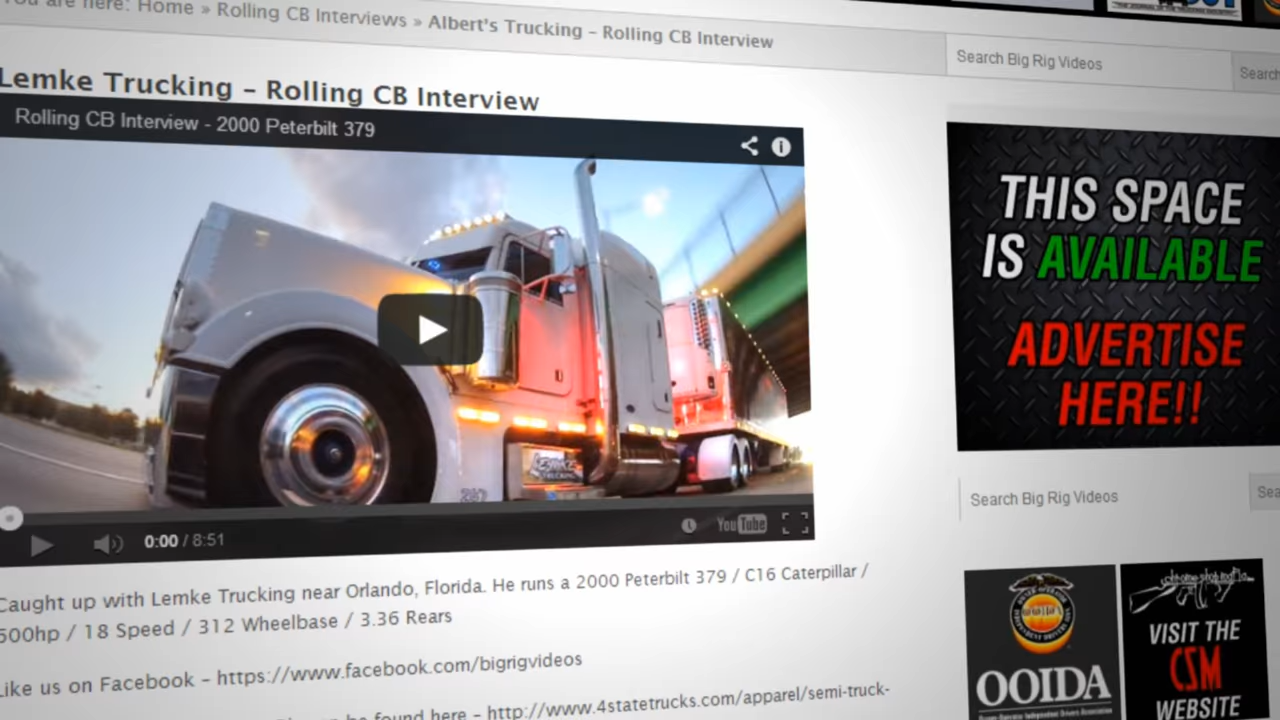 You are here: Home » Rolling CB Interviews » Albert's Trucking – Rolling CB Interview
Search Big Rig Videos
Search
Lemke Trucking – Rolling CB Interview
Rolling CB Interview - 2000 Peterbilt 379
THIS SPACE
IS AVAILABLE
ADVERTISE
HERE!!
LEMKE
TRUCKING
0:00 / 8:51
YouTube
Search Big Rig Videos
Sea
Caught up with Lemke Trucking near Orlando, Florida. He runs a 2000 Peterbilt 379 / C16 Caterpillar /
500hp / 18 Speed / 312 Wheelbase / 3.36 Rears
Like us on Facebook – https://www.facebook.com/bigrigvideos
be found here – http://www.4statetrucks.com/apparel/semi-truck-
OOIDA
VISIT THE
CSM
WEBSITE